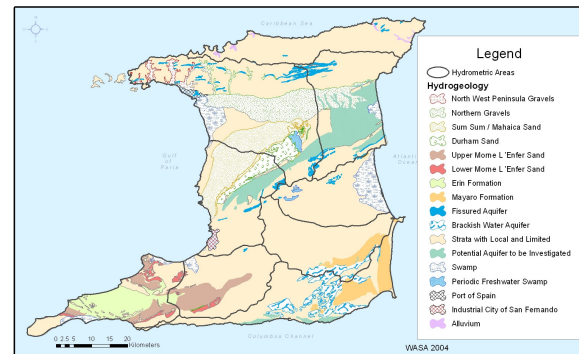 Caribbean Sea
Gulf
of
Paria
Atlantic
Ocean
Columbus Channel
0 2.5 5 10 15 20
Kilometers
WASA 2004
Legend
Hydrometric Areas
Hydrogeology
North West Peninsula Gravels
Northern Gravels
Sum Sum / Mahaica Sand
Durham Sand
Upper Morne L 'Enfer Sand
Lower Morne L 'Enfer Sand
Erin Formation
Mayaro Formation
Fissured Aquifer
Brackish Water Aquifer
Strata with Local and Limited
Potential Aquifer to be Investigated
Swamp
Periodic Freshwater Swamp
Port of Spain
Industrial City of San Fernando
Alluvium